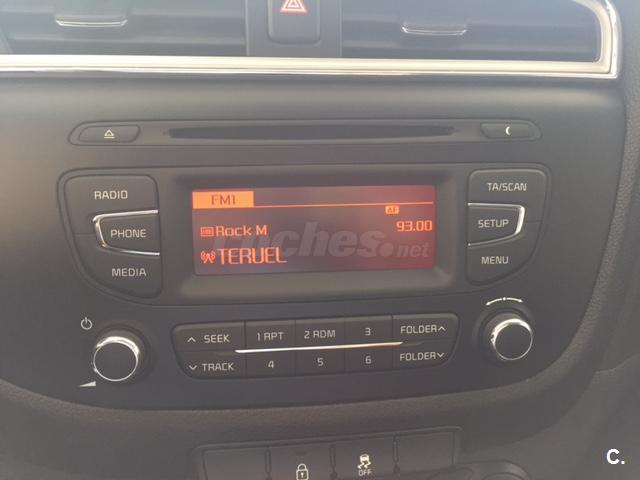 RADIO
PHONE
MEDIA
FM1
AF
Rock M 93.00
TERUEL
coches.net
TA/SCAN
SETUP
MENU
SEEK 1 RPT 2 RDM 3 FOLDER
TRACK 4 5 6 FOLDER
OFF
C.